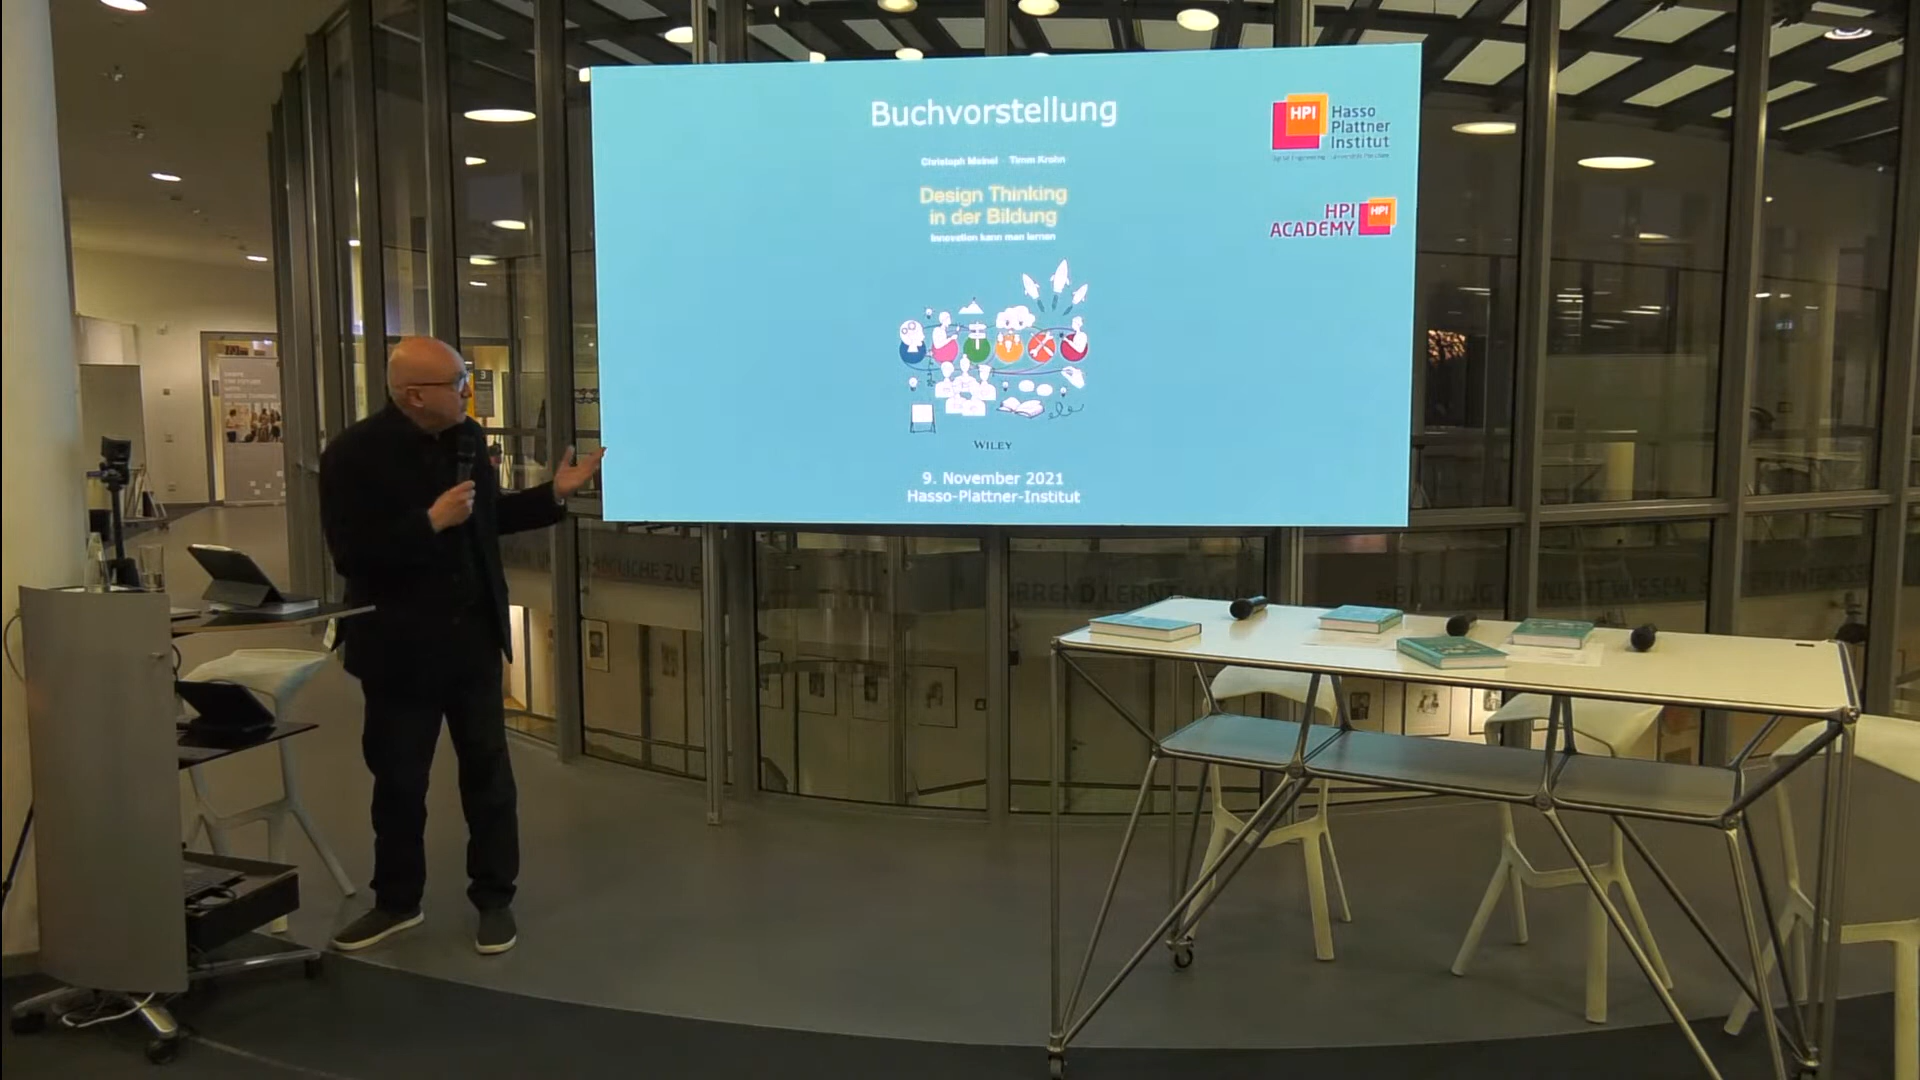 Buchvorstellung
Christoph Meinel Timm Krohn
Design Thinking
in der Bildung
Innovation kann man lernen
WILEY
9. November 2021
Hasso-Plattner-Institut
HPI Hasso
Plattner
Institut
HPI
ACADEMY
HPI
3